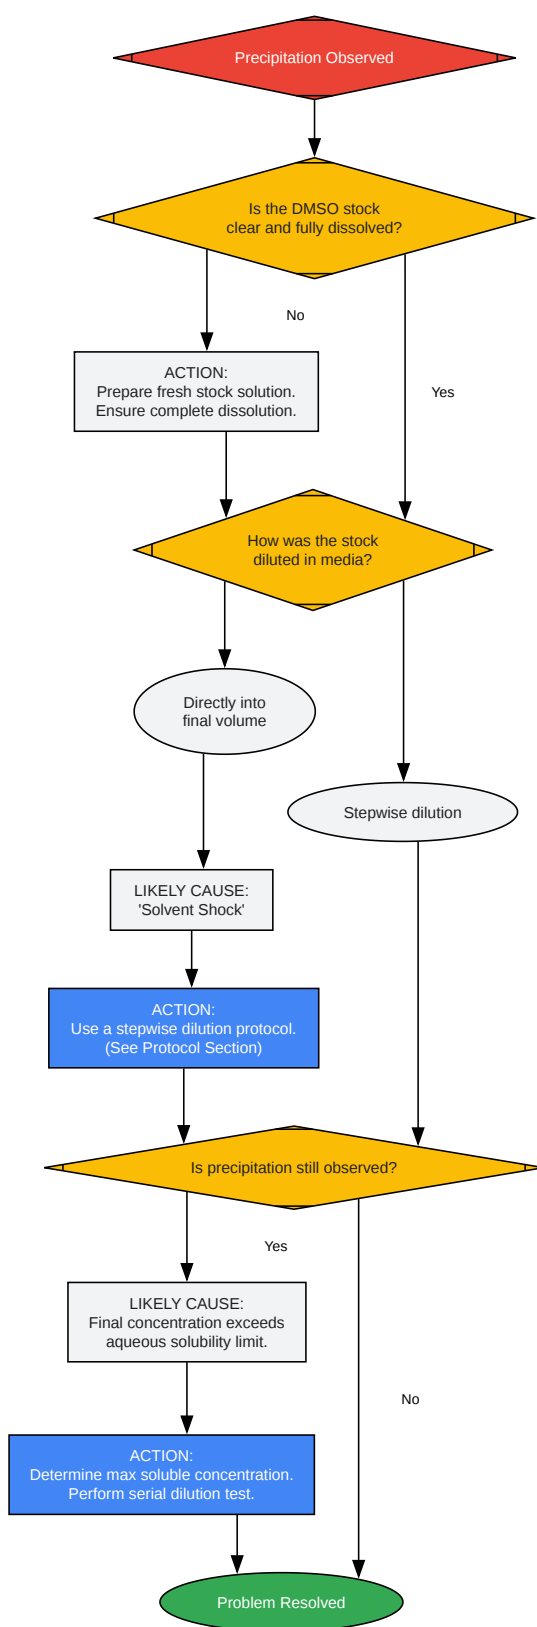 Precipitation Observed
Is the DMSO stock
clear and fully dissolved?
No
ACTION:
Prepare fresh stock solution.
Ensure complete dissolution.
Yes
How was the stock
diluted in media?
Directly into
final volume
Stepwise dilution
LIKELY CAUSE:
'Solvent Shock'
ACTION:
Use a stepwise dilution protocol.
(See Protocol Section)
Is precipitation still observed?
Yes
LIKELY CAUSE:
Final concentration exceeds
aqueous solubility limit.
No
ACTION:
Determine max soluble concentration.
Perform serial dilution test.
Problem Resolved